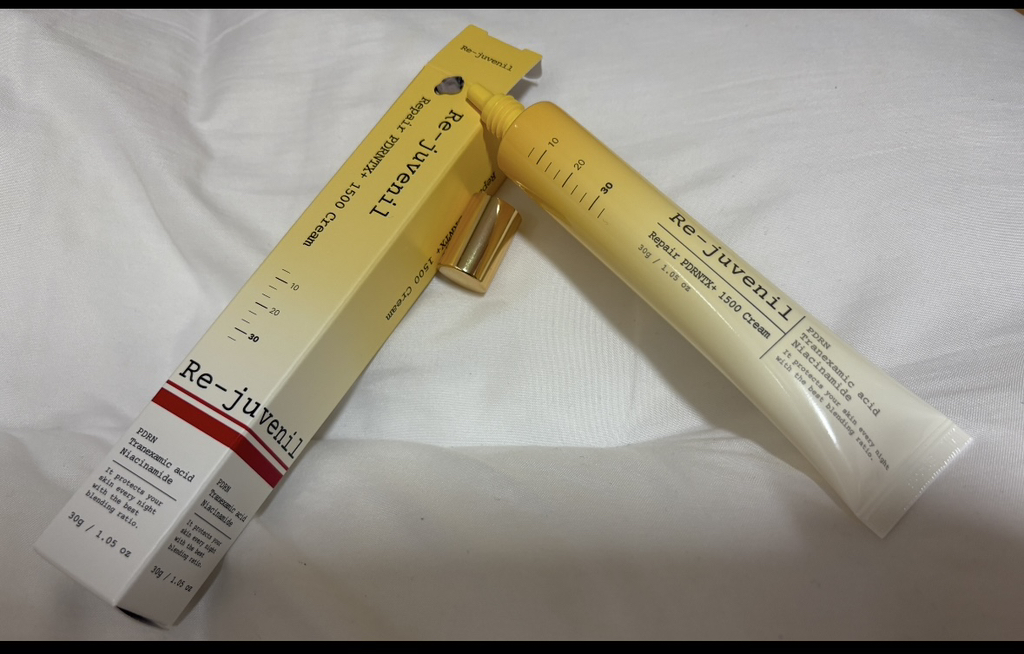 Re-juvenil
Re-juvenil
Repair PDRNTX+ 1500 Cream
10
20
30
Re-juvenil
PDRN
Tranexamic acid
Niacinamide
It protects your
skin every night
with the best
blending ratio.
30g / 1.05 oz
1500 Cream
PDRN
Tranexamic acid
Niacinamide
It protects your
skin every night
with the best
blending ratio.
30g / 1.05 oz
10
20
30
Re-juvenil
Repair PDRNTX+ 1500 Cream
30g / 1.05 oz
PDRN
Tranexamic acid
Niacinamide
It protects your skin every night
with the best blending ratio.